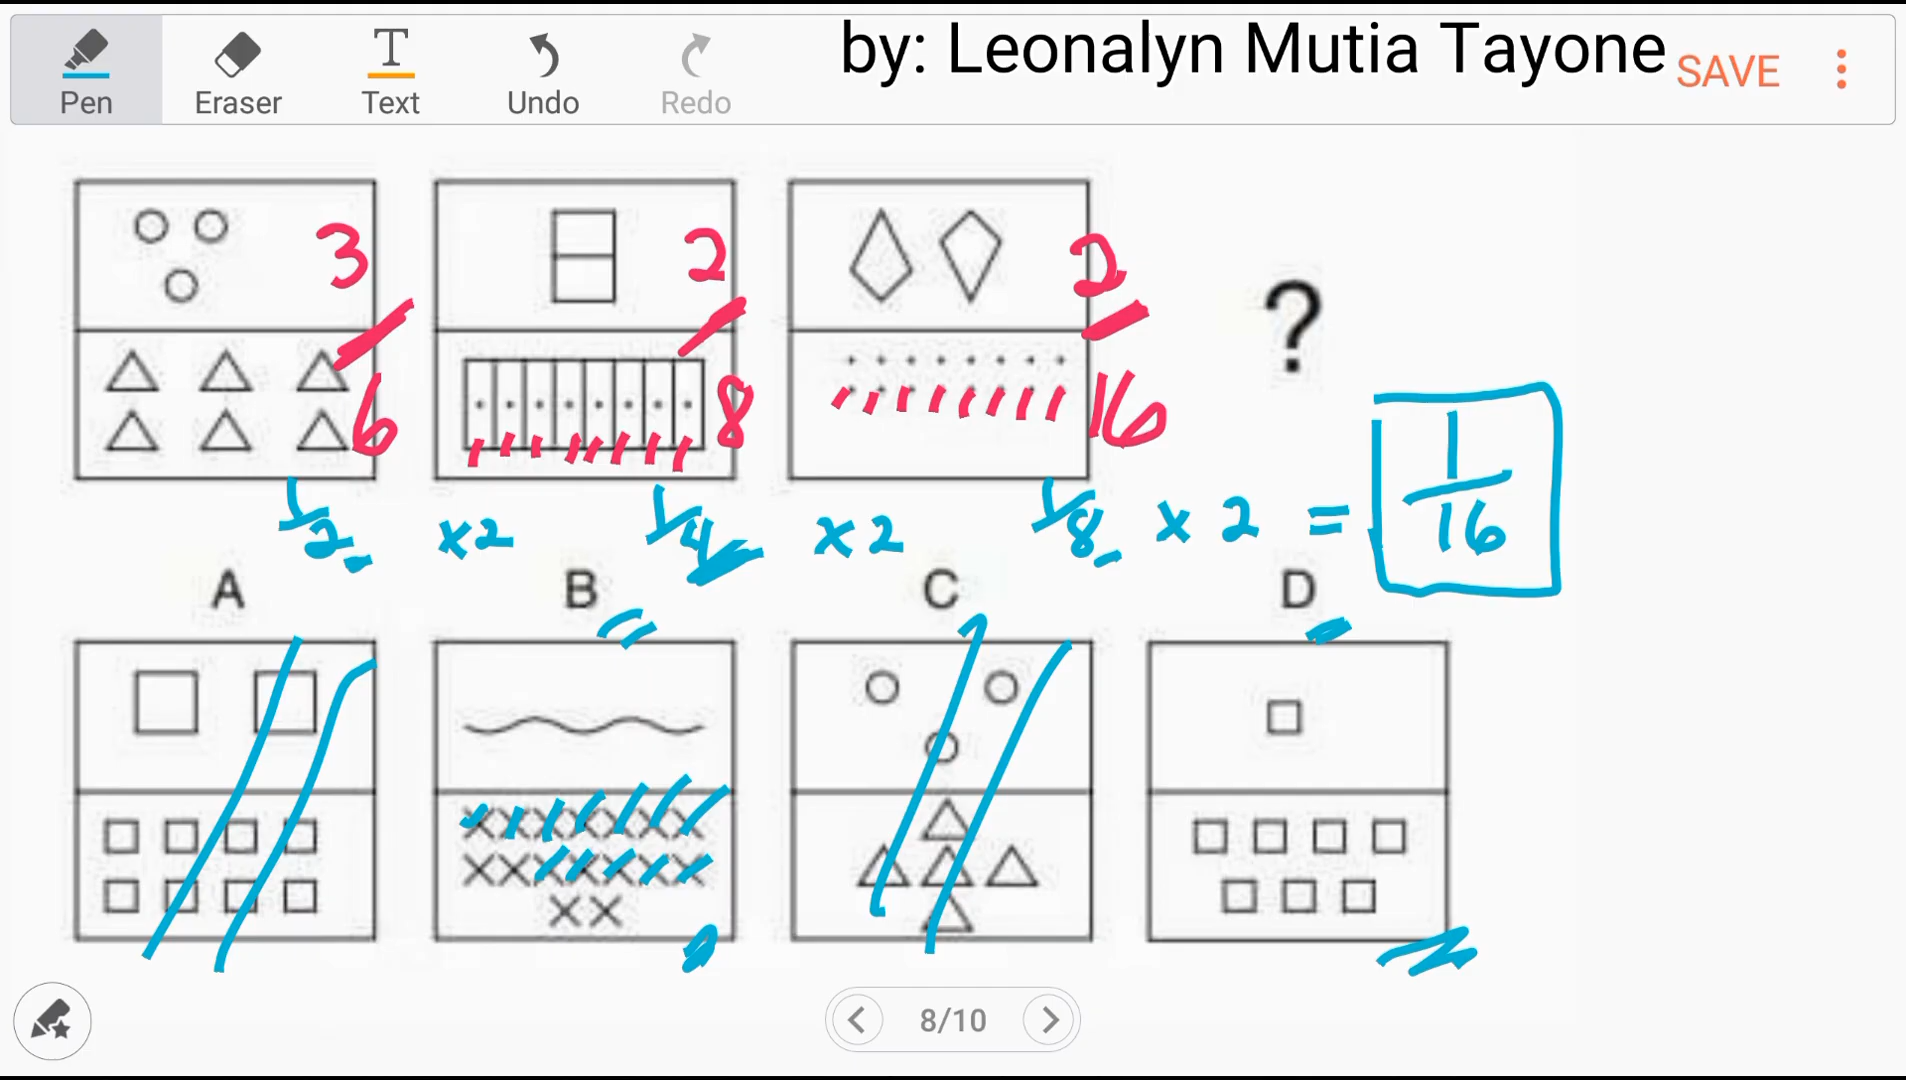 by: Leonalyn Mutia Tayone
SAVE
Pen
Eraser
Text
Undo
Redo
3
6
2
8
2
16
?
1/2 x2 1/4 x2 1/8 x 2 = 1/16
A B C D
8/10